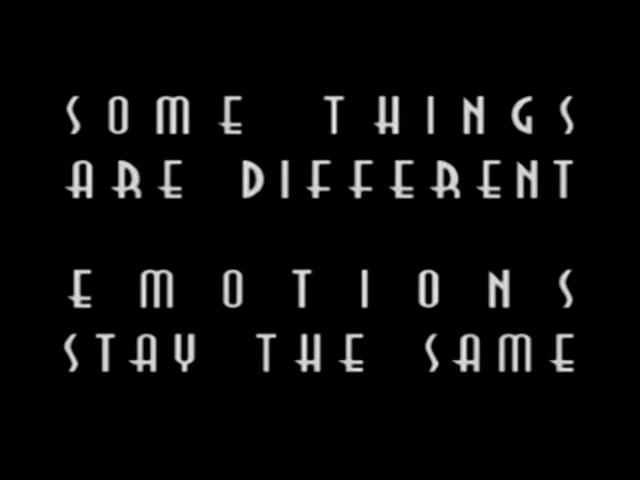 SOME THINGS
ARE DIFFERENT
EMOTIONS
STAY THE SAME